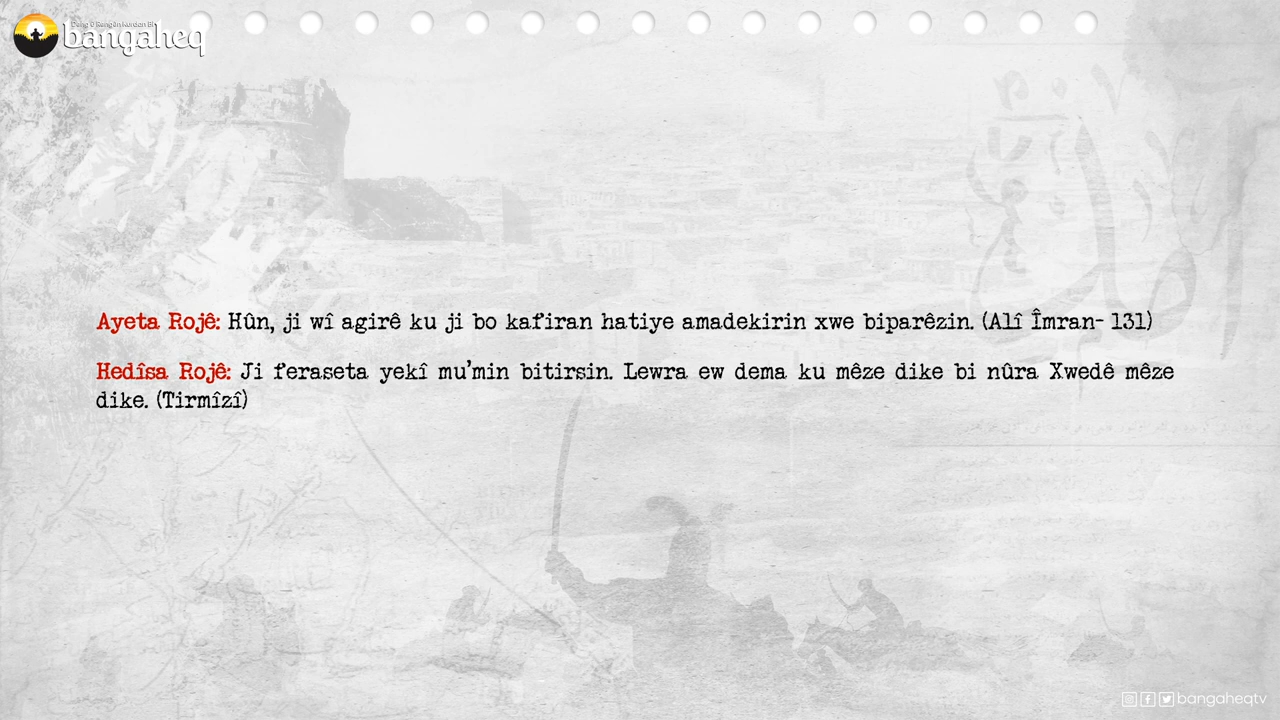 bangaheq
Ayeta Rojê: Hûn, ji wî agirê ku ji bo kafiran hatiye amadekirin xwe biparêzin. (Alî Îmran- 131)
Hedîsa Rojê: Ji feraseta yekî mu'min bitirsin. Lewra ew dema ku mêze dike bi nûra Xwedê mêze
dike. (Tirmîzî)
bangaheqtv